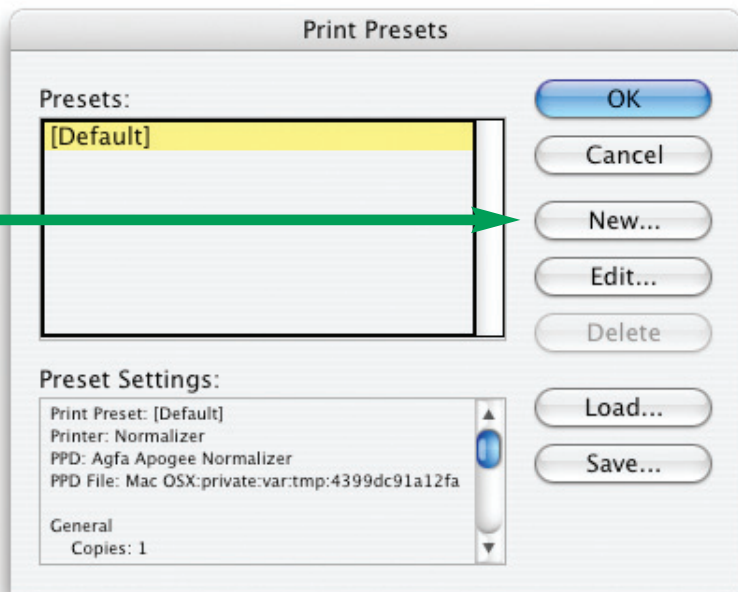 Print Presets
Presets:
[Default]
OK
Cancel
New...
Edit...
Delete
Preset Settings:
Print Preset: [Default]
Printer: Normalizer
PPD: Agfa Apogee Normalizer
PPD File: Mac OSX:private:var:tmp:4399dc91a12fa
General
Copies: 1
Load...
Save...